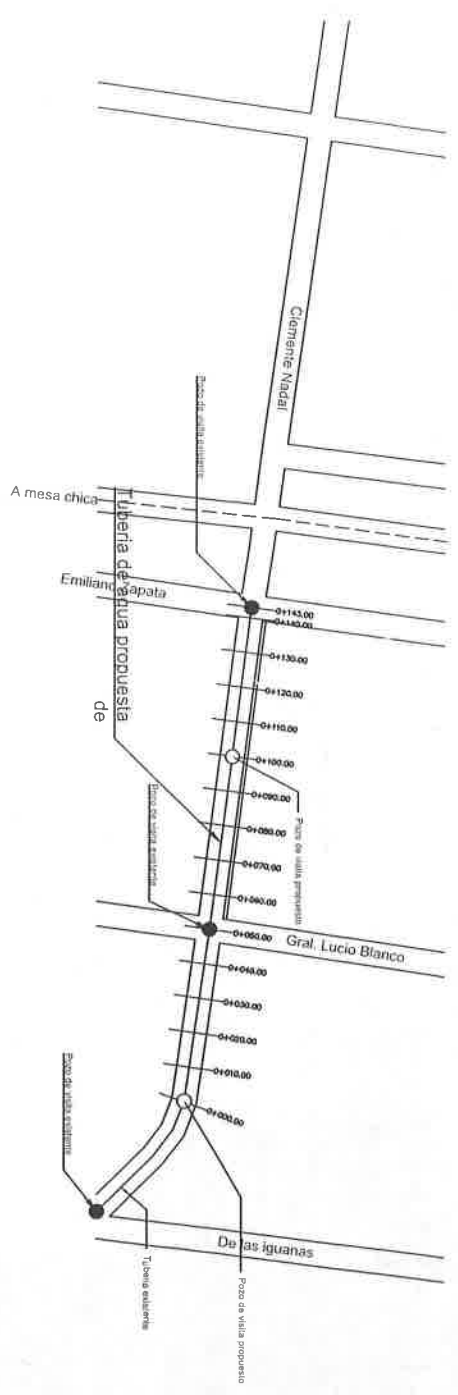 Clemente Nadal
Pozo de visita existente
A mesa chica
Tuberia de agua propuesta
de
Emiliano Zapata
0+143.00
0+140.00
0+130.00
0+120.00
0+110.00
0+100.00
0+090.00
Pozo de visita propuesto
Pozo de visita existente
0+080.00
0+070.00
0+060.00
0+050.00
Gral. Lucio Blanco
0+040.00
0+030.00
0+020.00
0+010.00
0+000.00
Pozo de visita existente
De las iguanas
Tuberia existente
Pozo de visita propuesto